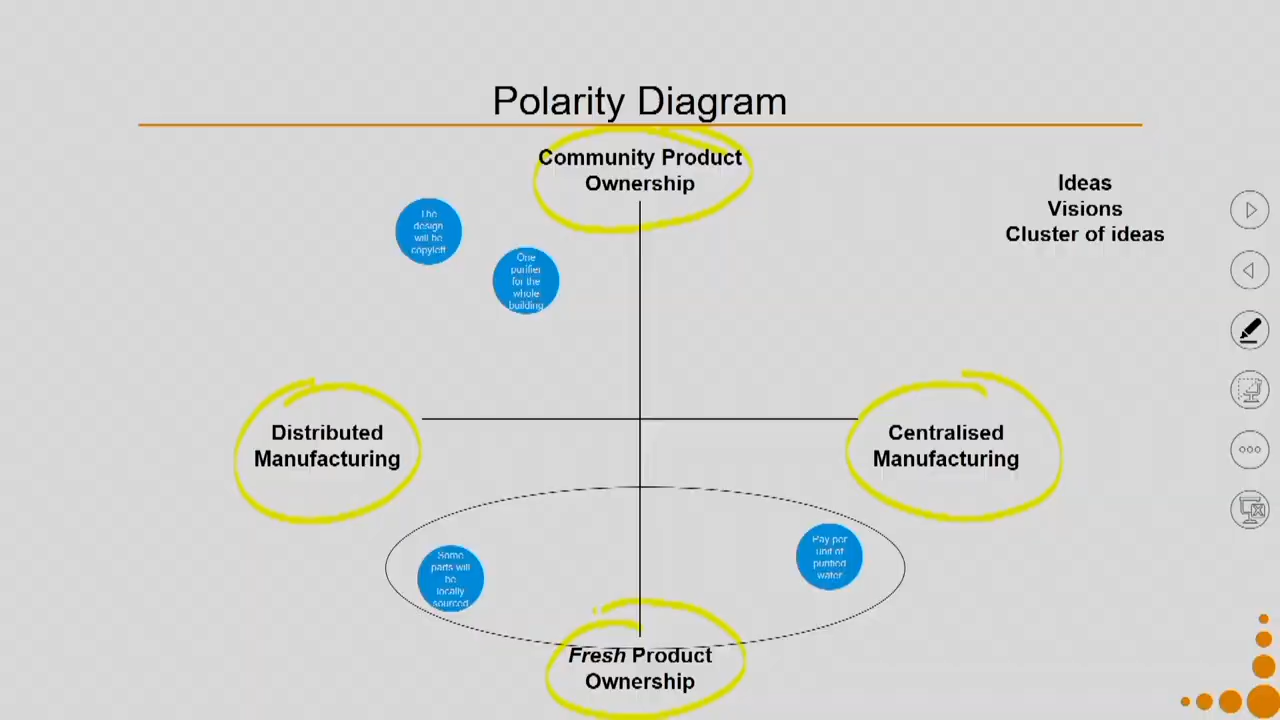 Polarity Diagram
Community Product
Ownership
Ideas
Visions
Cluster of ideas
The
design
will be
copyleft
One
purifier
for the
whole
building
Distributed
Manufacturing
Centralised
Manufacturing
Some
parts will
be
locally
sourced
Pay per
unit of
purified
water
Fresh Product
Ownership